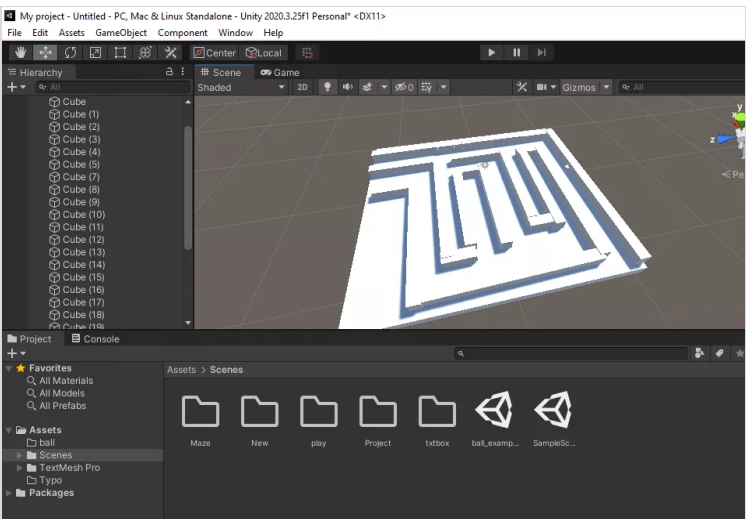 My project - Untitled - PC, Mac & Linux Standalone - Unity 2020.3.25f1 Personal* <DX11>
File Edit Assets GameObject Component Window Help
Center Local
Hierarchy
All
Cube
Cube (1)
Cube (2)
Cube (3)
Cube (4)
Cube (5)
Cube (7)
Cube (8)
Cube (9)
Cube (10)
Cube (11)
Cube (12)
Cube (13)
Cube (14)
Cube (15)
Cube (16)
Cube (17)
Cube (18)
Cube (19)
Scene Game
Shaded 2D 0 Gizmos All
y
z
Pe
Project Console
Favorites
All Materials
All Models
All Prefabs
Assets
ball
Scenes
TextMesh Pro
Typo
Packages
Assets > Scenes
Maze New play Project txtbox ball_examp... SampleSc...